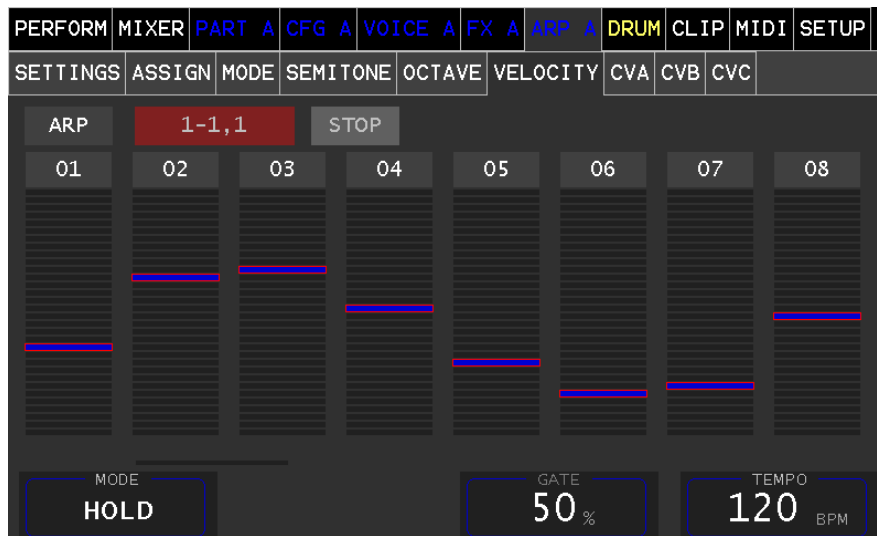 PERFORM MIXER PART A CFG A VOICE A FX A ARP A DRUM CLIP MIDI SETUP
SETTINGS ASSIGN MODE SEMITONE OCTAVE VELOCITY CVA CVB CVC
ARP 1-1,1 STOP
01 02 03 04 05 06 07 08
MODE GATE TEMPO
HOLD 50 % 120 BPM